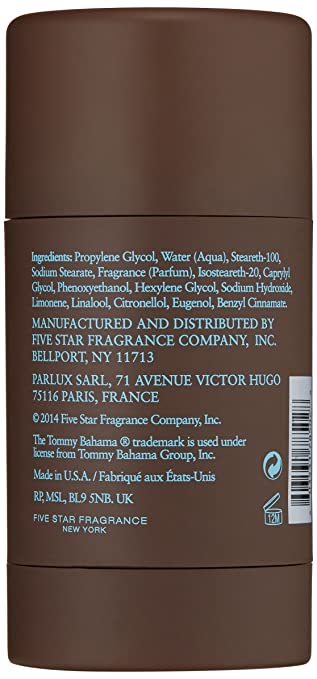 Ingredients: Propylene Glycol, Water (Aqua), Steareth-100,
Sodium Stearate, Fragrance (Parfum), Isosteareth-20, Caprylyl
Glycol, Phenoxyethanol, Hexylene Glycol, Sodium Hydroxide,
Limonene, Linalool, Citronellol, Eugenol, Benzyl Cinnamate.
MANUFACTURED AND DISTRIBUTED BY
FIVE STAR FRAGRANCE COMPANY, INC.
BELLPORT, NY 11713
PARLUX SARL, 71 AVENUE VICTOR HUGO
75116 PARIS, FRANCE
© 2014 Five Star Fragrance Company, Inc.
The Tommy Bahama ® trademark is used under
license from Tommy Bahama Group, Inc.
Made in U.S.A. / Fabriqué aux États-Unis
RP, MSL, BL9 5NB. UK
12M
FIVE STAR FRAGRANCE
NEW YORK